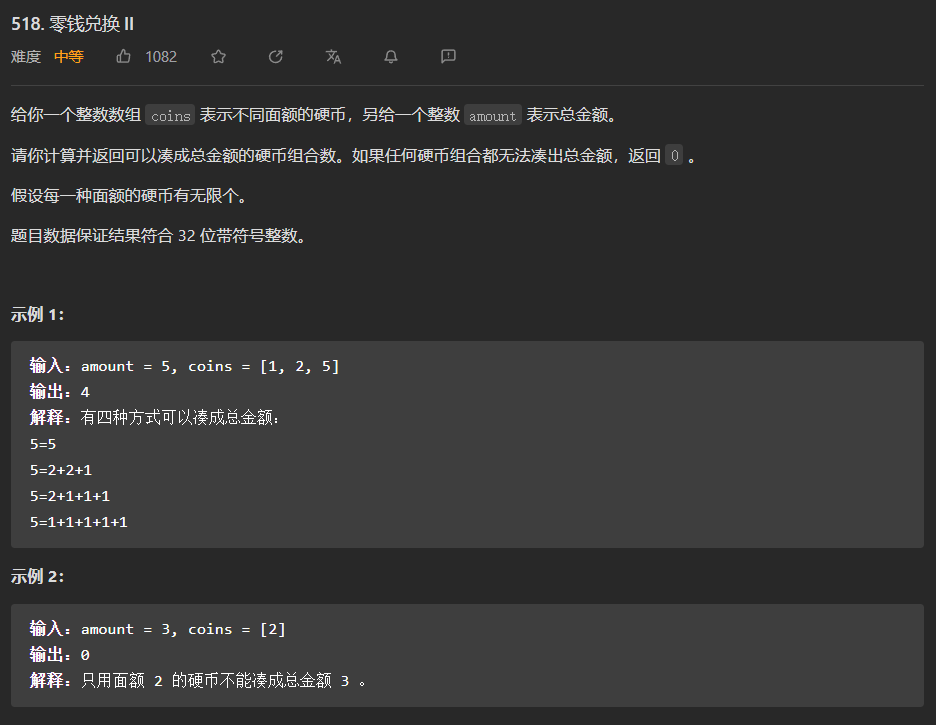 518. 零钱兑换 II
难度 中等 1082
给你一个整数数组 coins 表示不同面额的硬币，另给一个整数 amount 表示总金额。
请你计算并返回可以凑成总金额的硬币组合数。如果任何硬币组合都无法凑出总金额，返回 0 。
假设每一种面额的硬币有无限个。
题目数据保证结果符合 32 位带符号整数。
示例 1：
输入：amount = 5, coins = [1, 2, 5]
输出：4
解释：有四种方式可以凑成总金额：
5=5
5=2+2+1
5=2+1+1+1
5=1+1+1+1+1
示例 2：
输入：amount = 3, coins = [2]
输出：0
解释：只用面额 2 的硬币不能凑成总金额 3 。